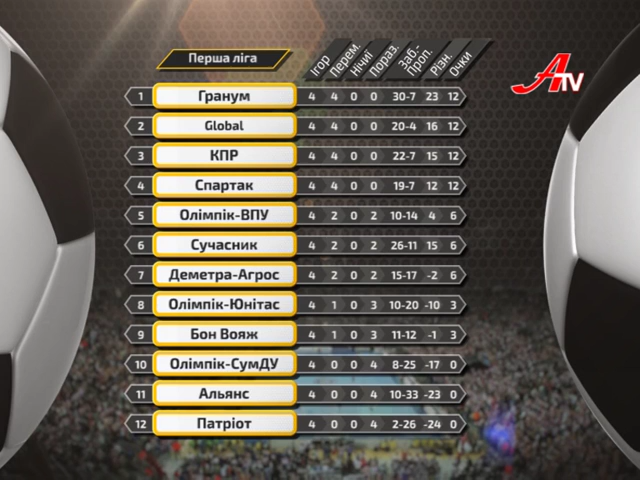 Перша ліга Ігор Перем. Нічиї Пораз. Заб.-Проп. Різн. Очки
ATV
1 Гранум 4 4 0 0 30-7 23 12
2 Global 4 4 0 0 20-4 16 12
3 КПР 4 4 0 0 22-7 15 12
4 Спартак 4 4 0 0 19-7 12 12
5 Олімпік-ВПУ 4 2 0 2 10-14 4 6
6 Сучасник 4 2 0 2 26-11 15 6
7 Деметра-Агрос 4 2 0 2 15-17 -2 6
8 Олімпік-Юнітас 4 1 0 3 10-20 -10 3
9 Бон Вояж 4 1 0 3 11-12 -1 3
10 Олімпік-СумДУ 4 0 0 4 8-25 -17 0
11 Альянс 4 0 0 4 10-33 -23 0
12 Патріот 4 0 0 4 2-26 -24 0